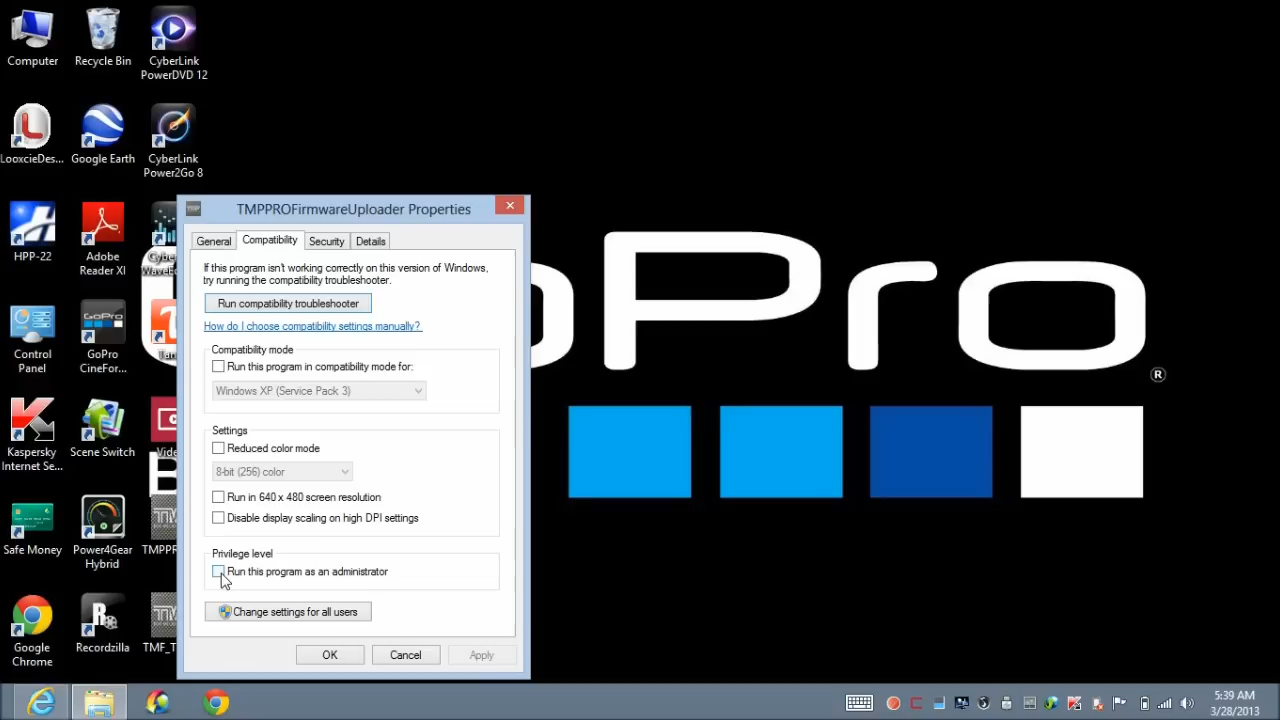 Computer
Recycle Bin
CyberLink
PowerDVD 12
LooxcieDes...
Google Earth
CyberLink
Power2Go 8
HPP-22
Adobe
Reader XI
Control
Panel
GoPro
GoPro
CineFor...
Kaspersky
Internet Se...
Scene Switch
Safe Money
Power4Gear
Hybrid
TMPPR
Google
Chrome
Recordzilla
TMF_T
TMPPROFirmwareUploader Properties
General
Compatibility
Security
Details
If this program isn't working correctly on this version of Windows,
try running the compatibility troubleshooter.
Run compatibility troubleshooter
How do I choose compatibility settings manually?
Compatibility mode
Run this program in compatibility mode for:
Windows XP (Service Pack 3)
Settings
Reduced color mode
8-bit (256) color
Run in 640 x 480 screen resolution
Disable display scaling on high DPI settings
Privilege level
Run this program as an administrator
Change settings for all users
OK
Cancel
Apply
oPro
®
5:39 AM
3/28/2013